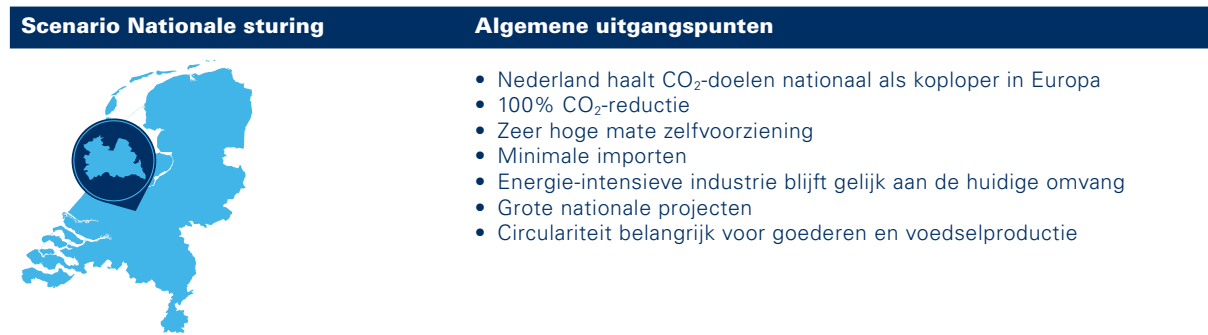 Scenario Nationale sturing
Algemene uitgangspunten
• Nederland haalt CO₂-doelen nationaal als koploper in Europa
• 100% CO₂-reductie
• Zeer hoge mate zelfvoorziening
• Minimale importen
• Energie-intensieve industrie blijft gelijk aan de huidige omvang
• Grote nationale projecten
• Circulariteit belangrijk voor goederen en voedselproductie